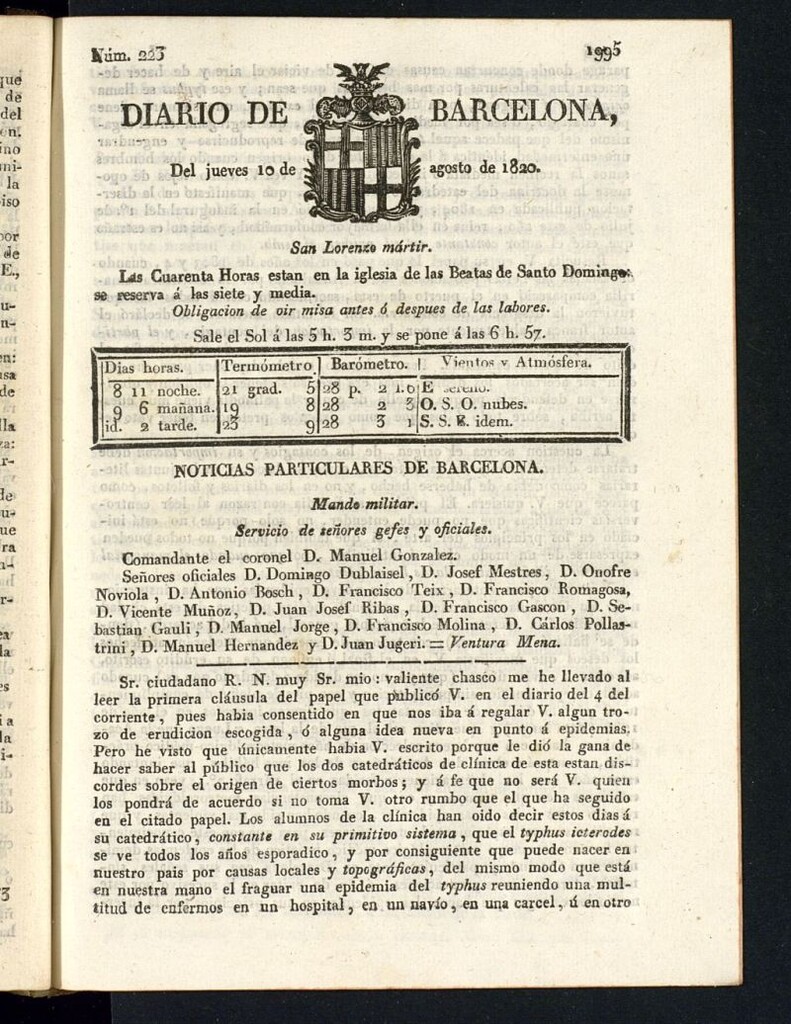 Núm. 223
1995
DIARIO DE BARCELONA,
Del jueves 10 de agosto de 1820.
San Lorenzo mártir.
Las Cuarenta Horas estan en la iglesia de las Beatas de Santo Domingo:
se reserva á las siete y media.
Obligacion de oir misa antes ó despues de las labores.
Sale el Sol á las 5 h. 3 m. y se pone á las 6 h. 57.
Dias horas. Termómetro. Barómetro. Vientos y Atmósfera.
8 11 noche. 21 grad. 5 28 p. 2 l. 0 E sereno.
9 6 mañana. 19 8 28 2 3 O. S. O. nubes.
id. 2 tarde. 23 9 28 3 1 S. S. E. idem.
NOTICIAS PARTICULARES DE BARCELONA.
Mando militar.
Servicio de señores gefes y oficiales.
Comandante el coronel D. Manuel Gonzalez.
Señores oficiales D. Domingo Dublaisel, D. Josef Mestres, D. Onofre
Noviola, D. Antonio Bosch, D. Francisco Teix, D. Francisco Romagosa,
D. Vicente Muñoz, D. Juan Josef Ribas, D. Francisco Gascon, D. Se-
bastian Gauli, D. Manuel Jorge, D. Francisco Molina, D. Cárlos Pollas-
trini, D. Manuel Hernandez y D. Juan Jugeri. = Ventura Mena.
Sr. ciudadano R. N. muy Sr. mio: valiente chasco me he llevado al
leer la primera cláusula del papel que publicó V. en el diario del 4 del
corriente, pues habia consentido en que nos iba á regalar V. algun tro-
zo de erudicion escogida, ó alguna idea nueva en punto á epidemias.
Pero he visto que únicamente habia V. escrito porque le dió la gana de
hacer saber al público que los dos catedráticos de clínica de esta estan dis-
cordes sobre el origen de ciertos morbos; y á fe que no será V. quien
los pondrá de acuerdo si no toma V. otro rumbo que el que ha seguido
en el citado papel. Los alumnos de la clínica han oido decir estos dias á
su catedrático, constante en su primitivo sistema, que el typhus icterodes
se ve todos los años esporadico, y por consiguiente que puede nacer en
nuestro pais por causas locales y topográficas, del mismo modo que está
en nuestra mano el fraguar una epidemia del typhus reuniendo una mul-
titud de enfermos en un hospital, en un navío, en una carcel, ú en otro